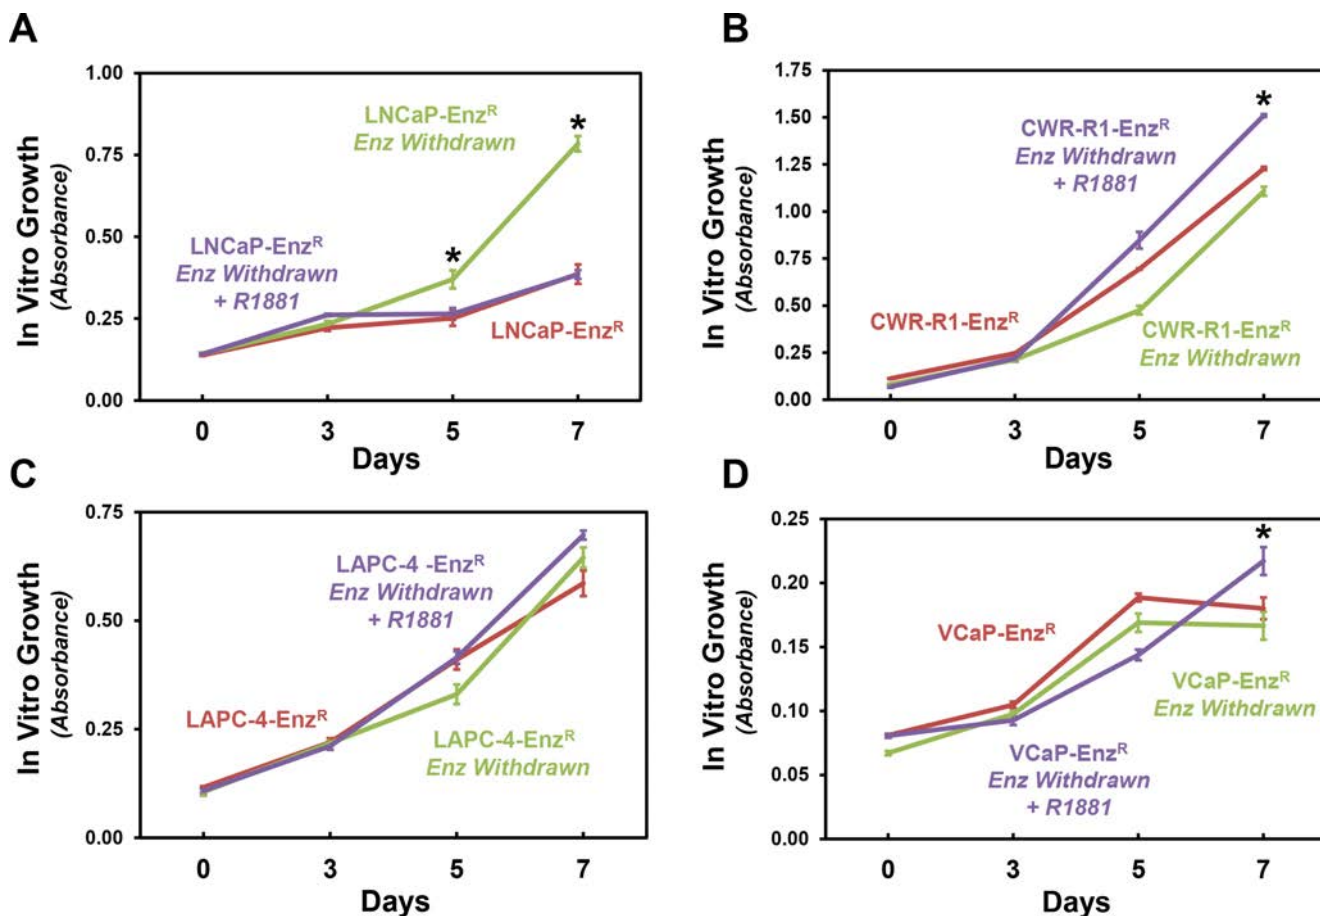 A
In Vitro Growth
(Absorbance)
1.00
0.75
0.50
0.25
0.00
LNCaP-Enzᴿ
Enz Withdrawn
*
*
LNCaP-Enzᴿ
Enz Withdrawn
+ R1881
LNCaP-Enzᴿ
0 3 5 7
Days
B
In Vitro Growth
(Absorbance)
1.75
1.50
1.25
1.00
0.75
0.50
0.25
0.00
*
CWR-R1-Enzᴿ
Enz Withdrawn
+ R1881
CWR-R1-Enzᴿ
CWR-R1-Enzᴿ
Enz Withdrawn
0 3 5 7
Days
C
In Vitro Growth
(Absorbance)
0.75
0.50
0.25
0.00
LAPC-4 -Enzᴿ
Enz Withdrawn
+ R1881
LAPC-4-Enzᴿ
LAPC-4-Enzᴿ
Enz Withdrawn
0 3 5 7
Days
D
In Vitro Growth
(Absorbance)
0.25
0.20
0.15
0.10
0.05
0.00
*
VCaP-Enzᴿ
VCaP-Enzᴿ
Enz Withdrawn
VCaP-Enzᴿ
Enz Withdrawn
+ R1881
0 3 5 7
Days